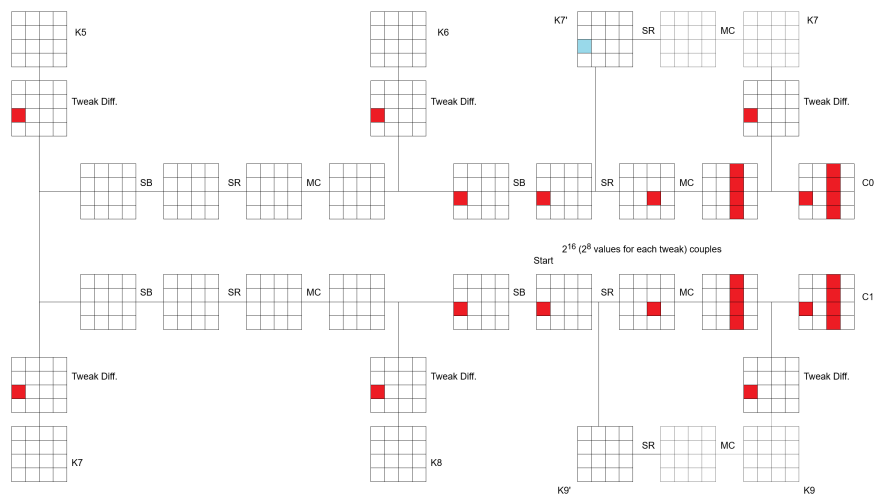 K5
K6
K7'
SR
MC
K7
Tweak Diff.
Tweak Diff.
Tweak Diff.
SB
SR
MC
SB
SR
MC
C0
2¹⁶ (2⁸ values for each tweak) couples
Start
SB
SR
MC
SB
SR
MC
C1
Tweak Diff.
Tweak Diff.
Tweak Diff.
K7
K8
SR
MC
K9'
K9